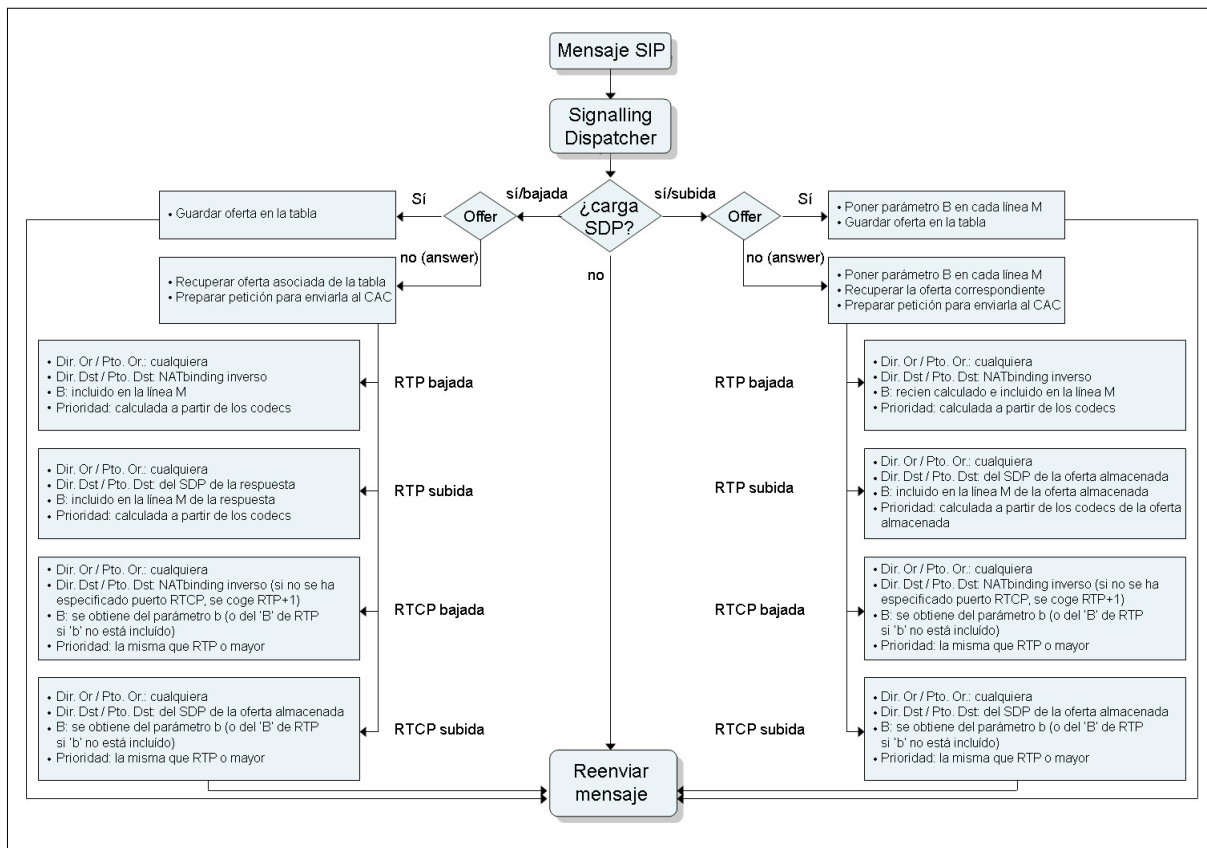 Mensaje SIP
Signalling
Dispatcher
¿carga
SDP?
sí/bajada
sí/subida
no
Offer
Sí
no (answer)
• Guardar oferta en la tabla
• Recuperar oferta asociada de la tabla
• Preparar petición para enviarla al CAC
RTP bajada
• Dir. Or / Pto. Or.: cualquiera
• Dir. Dst / Pto. Dst: NATbinding inverso
• B: incluido en la línea M
• Prioridad: calculada a partir de los codecs
RTP subida
• Dir. Or / Pto. Or.: cualquiera
• Dir. Dst / Pto. Dst: del SDP de la respuesta
• B: incluido en la línea M de la respuesta
• Prioridad: calculada a partir de los codecs
RTCP bajada
• Dir. Or / Pto. Or.: cualquiera
• Dir. Dst / Pto. Dst: NATbinding inverso (si no se ha
especificado puerto RTCP, se coge RTP+1)
• B: se obtiene del parámetro b (o del 'B' de RTP
si 'b' no está incluído)
• Prioridad: la misma que RTP o mayor
RTCP subida
• Dir. Or / Pto. Or.: cualquiera
• Dir. Dst / Pto. Dst: del SDP de la oferta almacenada
• B: se obtiene del parámetro b (o del 'B' de RTP
si 'b' no está incluído)
• Prioridad: la misma que RTP o mayor
Offer
Sí
no (answer)
• Poner parámetro B en cada línea M
• Guardar oferta en la tabla
• Poner parámetro B en cada línea M
• Recuperar la oferta correspondiente
• Preparar petición para enviarla al CAC
RTP bajada
• Dir. Or / Pto. Or.: cualquiera
• Dir. Dst / Pto. Dst: NATbinding inverso
• B: recien calculado e incluido en la línea M
• Prioridad: calculada a partir de los codecs
RTP subida
• Dir. Or / Pto. Or.: cualquiera
• Dir. Dst / Pto. Dst: del SDP de la oferta almacenada
• B: incluido en la línea M de la oferta almacenada
• Prioridad: calculada a partir de los codecs de la oferta
almacenada
RTCP bajada
• Dir. Or / Pto. Or.: cualquiera
• Dir. Dst / Pto. Dst: NATbinding inverso (si no se ha
especificado puerto RTCP, se coge RTP+1)
• B: se obtiene del parámetro b (o del 'B' de RTP
si 'b' no está incluído)
• Prioridad: la misma que RTP o mayor
RTCP subida
• Dir. Or / Pto. Or.: cualquiera
• Dir. Dst / Pto. Dst: del SDP de la oferta almacenada
• B: se obtiene del parámetro b (o del 'B' de RTP
si 'b' no está incluído)
• Prioridad: la misma que RTP o mayor
Reenviar
mensaje